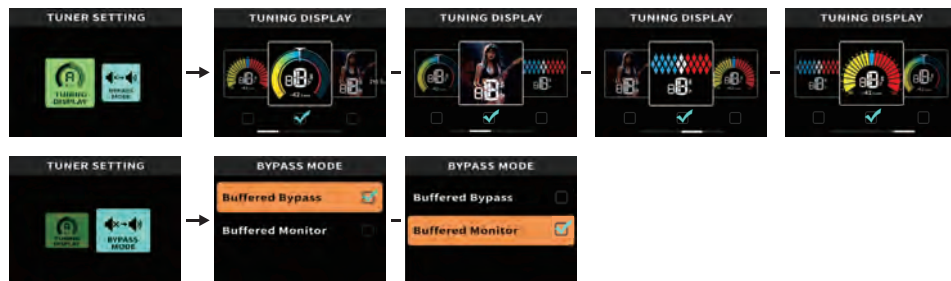 TUNER SETTING
TUNING DISPLAY
TUNING DISPLAY
TUNING DISPLAY
TUNING DISPLAY
A
TUNING
DISPLAY
BYPASS
MODE
TUNER SETTING
BYPASS MODE
BYPASS MODE
TUNING
DISPLAY
BYPASS
MODE
Buffered Bypass
Buffered Monitor
Buffered Bypass
Buffered Monitor